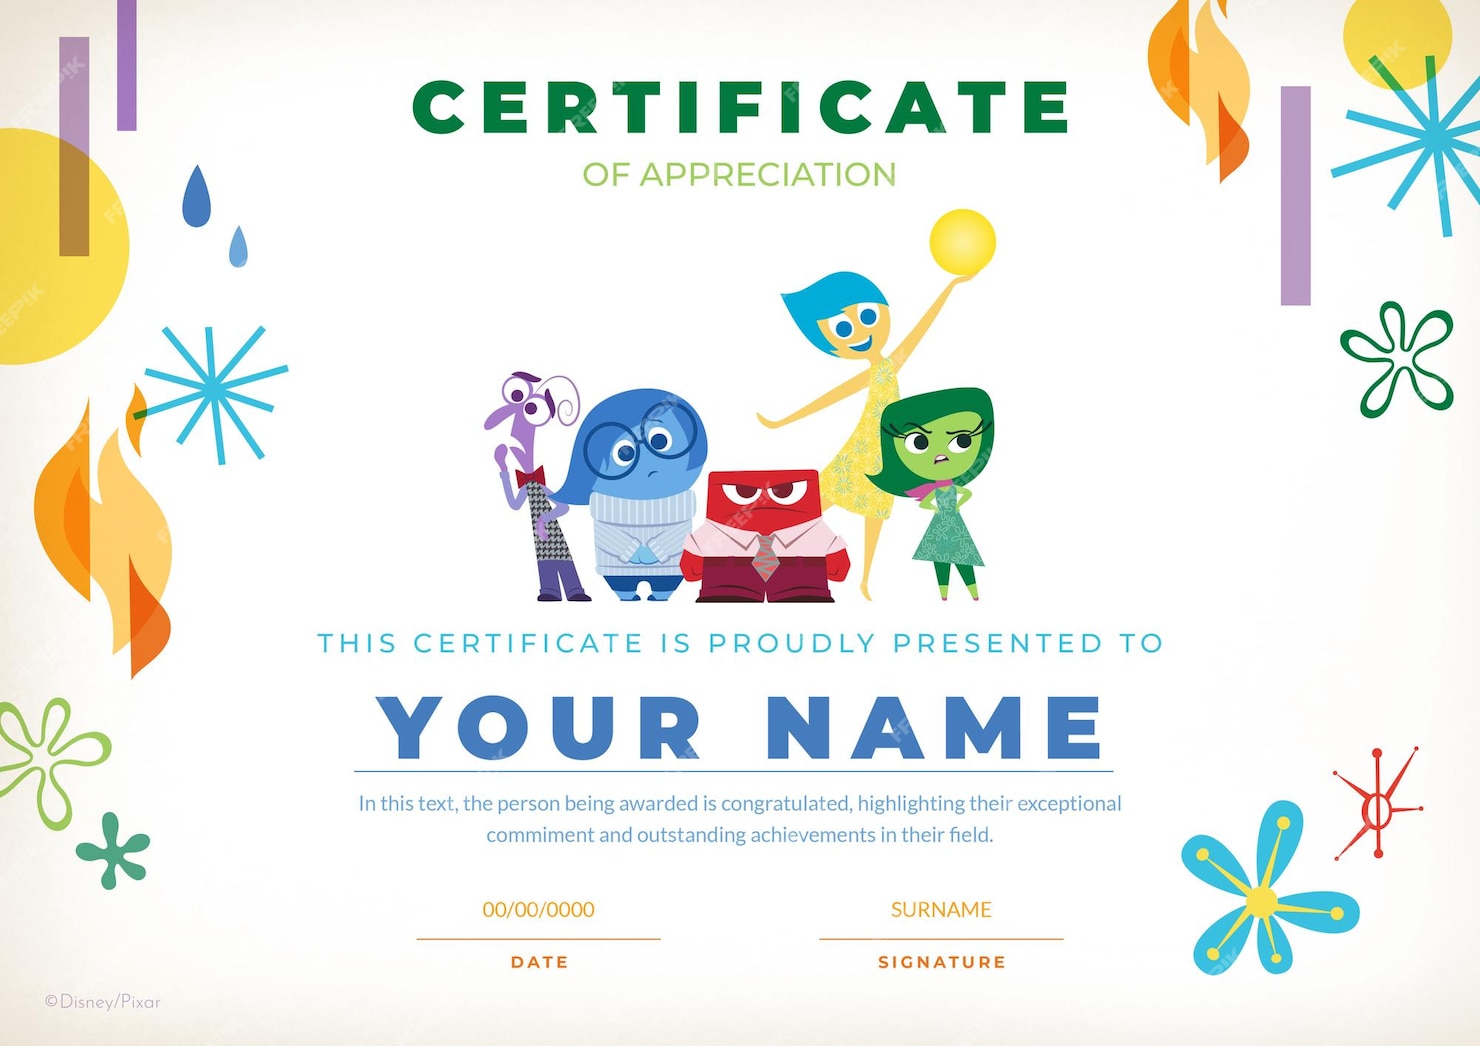 CERTIFICATE
OF APPRECIATION
THIS CERTIFICATE IS PROUDLY PRESENTED TO
YOUR NAME
In this text, the person being awarded is congratulated, highlighting their exceptional
commiment and outstanding achievements in their field.
00/00/0000
SURNAME
DATE
SIGNATURE
©Disney/Pixar
FREEPIK